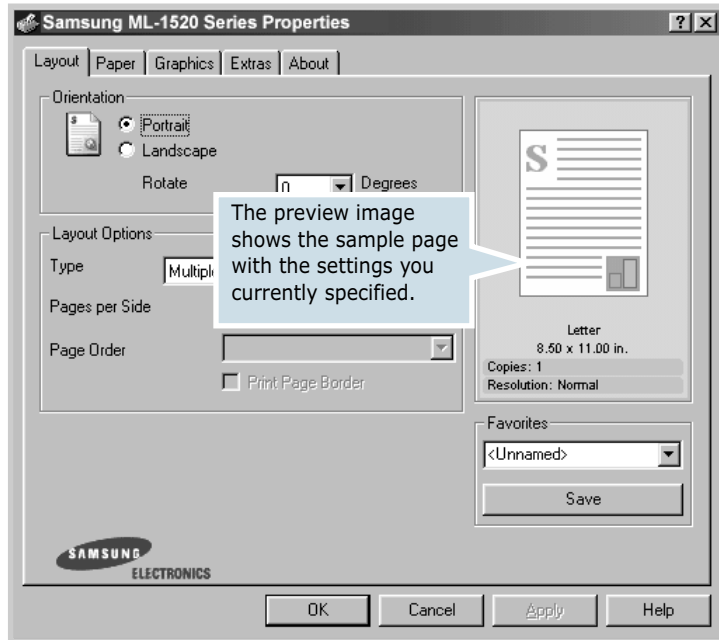 Samsung ML-1520 Series Properties
Layout Paper Graphics Extras About
Orientation
S
Portrait
Landscape
Rotate 0 Degrees
Layout Options
Type
Pages per Side
Page Order
Print Page Border
The preview image
shows the sample page
with the settings you
currently specified.
S
Letter
8.50 x 11.00 in.
Copies: 1
Resolution: Normal
Favorites
<Unnamed>
Save
SAMSUNG
ELECTRONICS
OK Cancel Apply Help